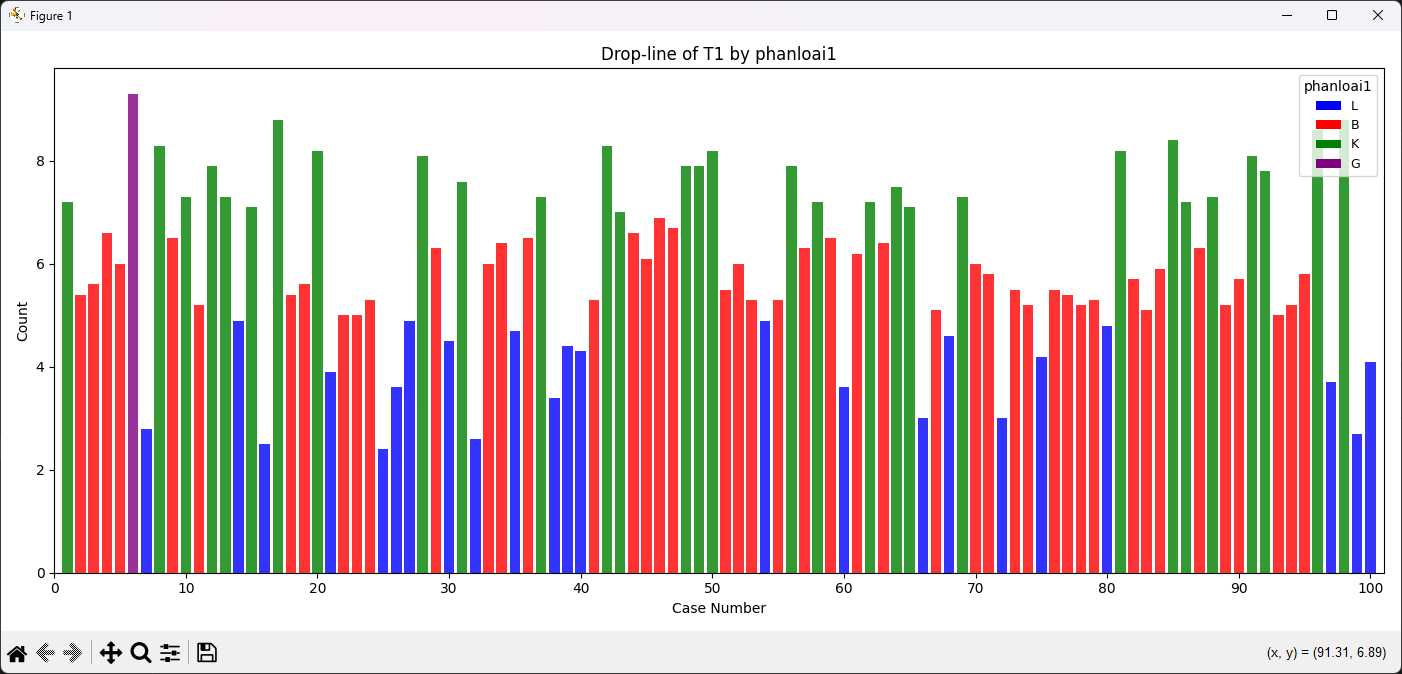 Figure 1
Drop-line of T1 by phanloai1
phanloai1
L
B
K
G
8
6
4
2
0
Count
0 10 20 30 40 50 60 70 80 90 100
Case Number
(x, y) = (91.31, 6.89)